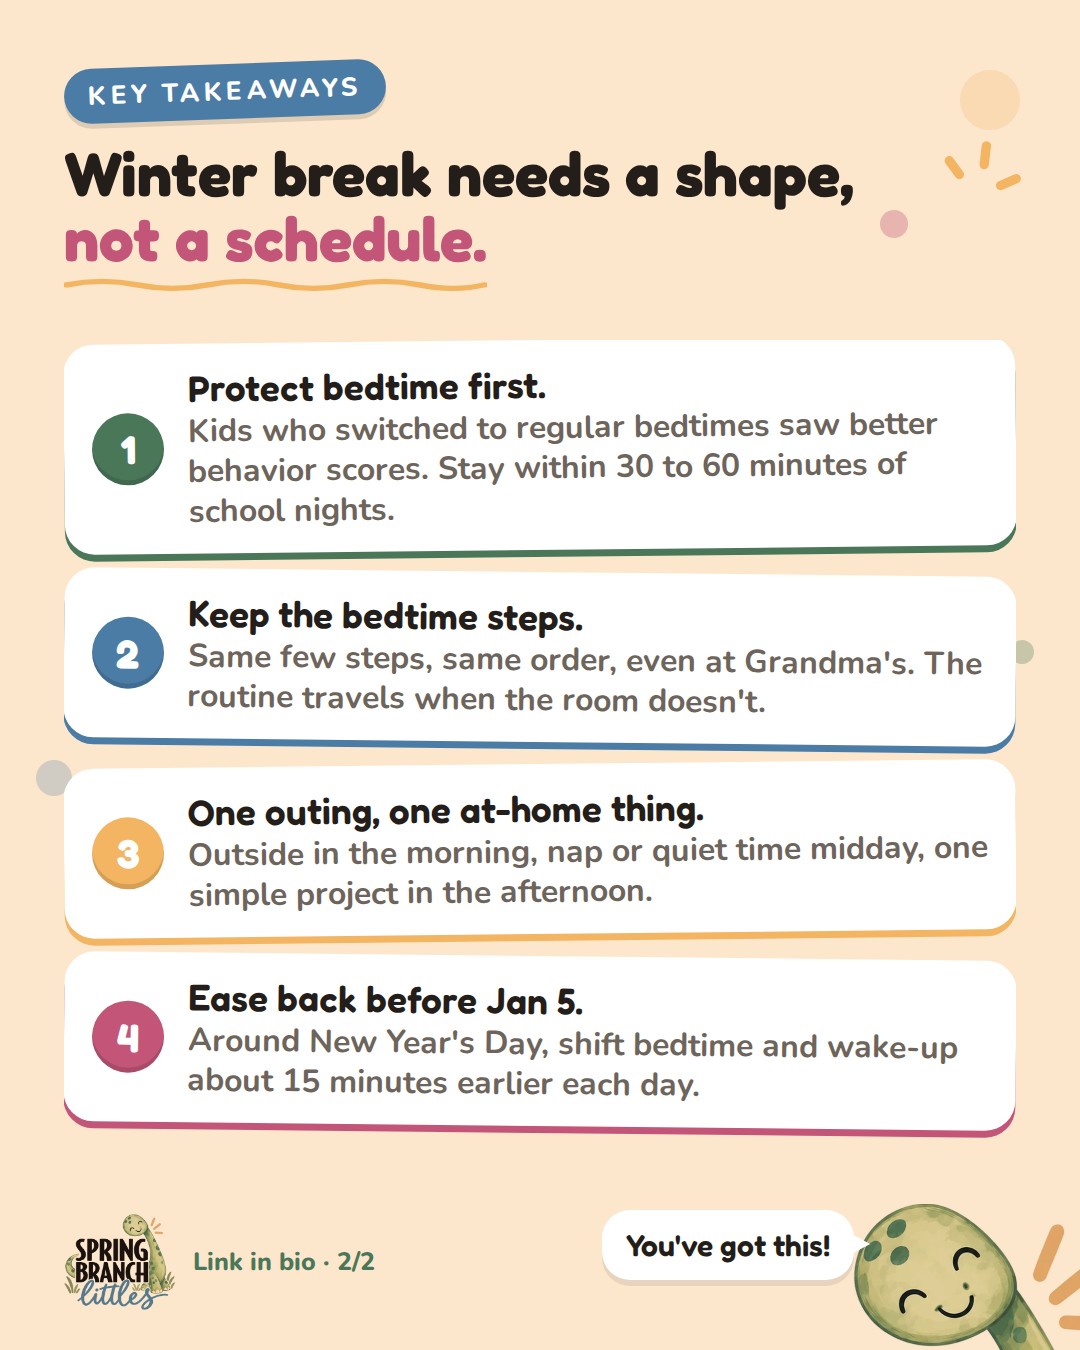 KEY TAKEAWAYS
Winter break needs a shape,
not a schedule.
1
Protect bedtime first.
Kids who switched to regular bedtimes saw better
behavior scores. Stay within 30 to 60 minutes of
school nights.
2
Keep the bedtime steps.
Same few steps, same order, even at Grandma's. The
routine travels when the room doesn't.
3
One outing, one at-home thing.
Outside in the morning, nap or quiet time midday, one
simple project in the afternoon.
4
Ease back before Jan 5.
Around New Year's Day, shift bedtime and wake-up
about 15 minutes earlier each day.
SPRING
BRANCH
littles
Link in bio · 2/2
You've got this!